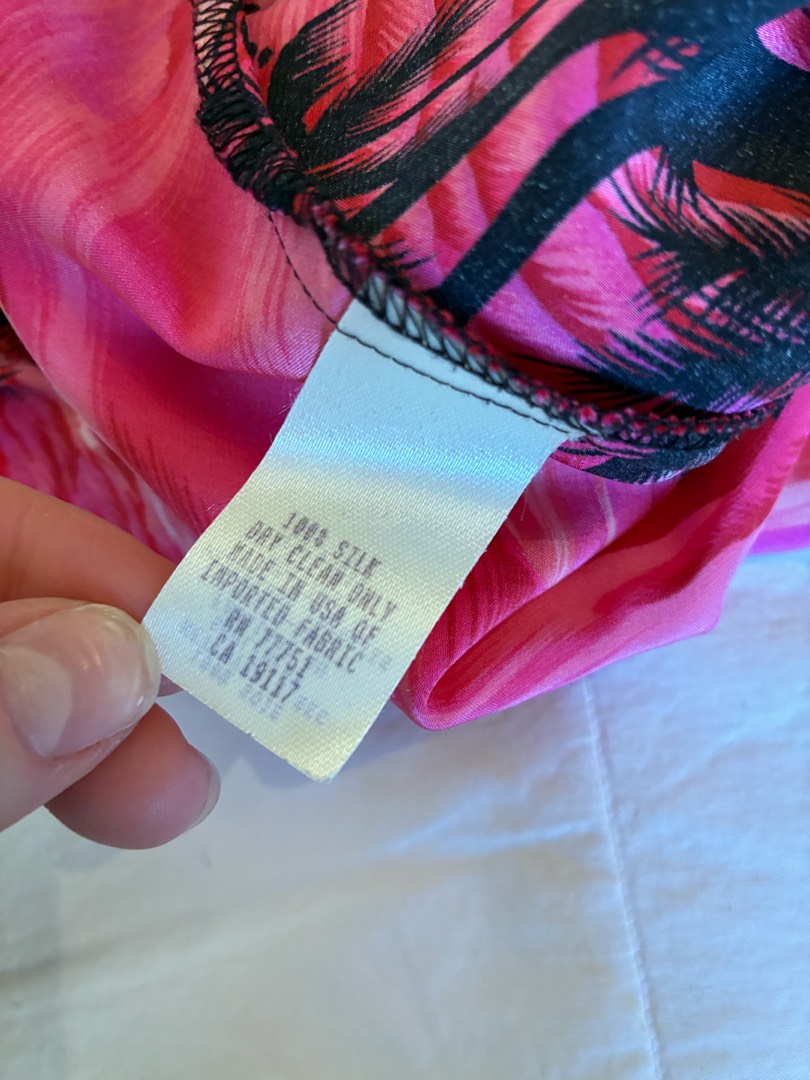 100% SILK
DRY CLEAN ONLY
MADE IN USA OF
IMPORTED FABRIC
RN 77751
CA 19117